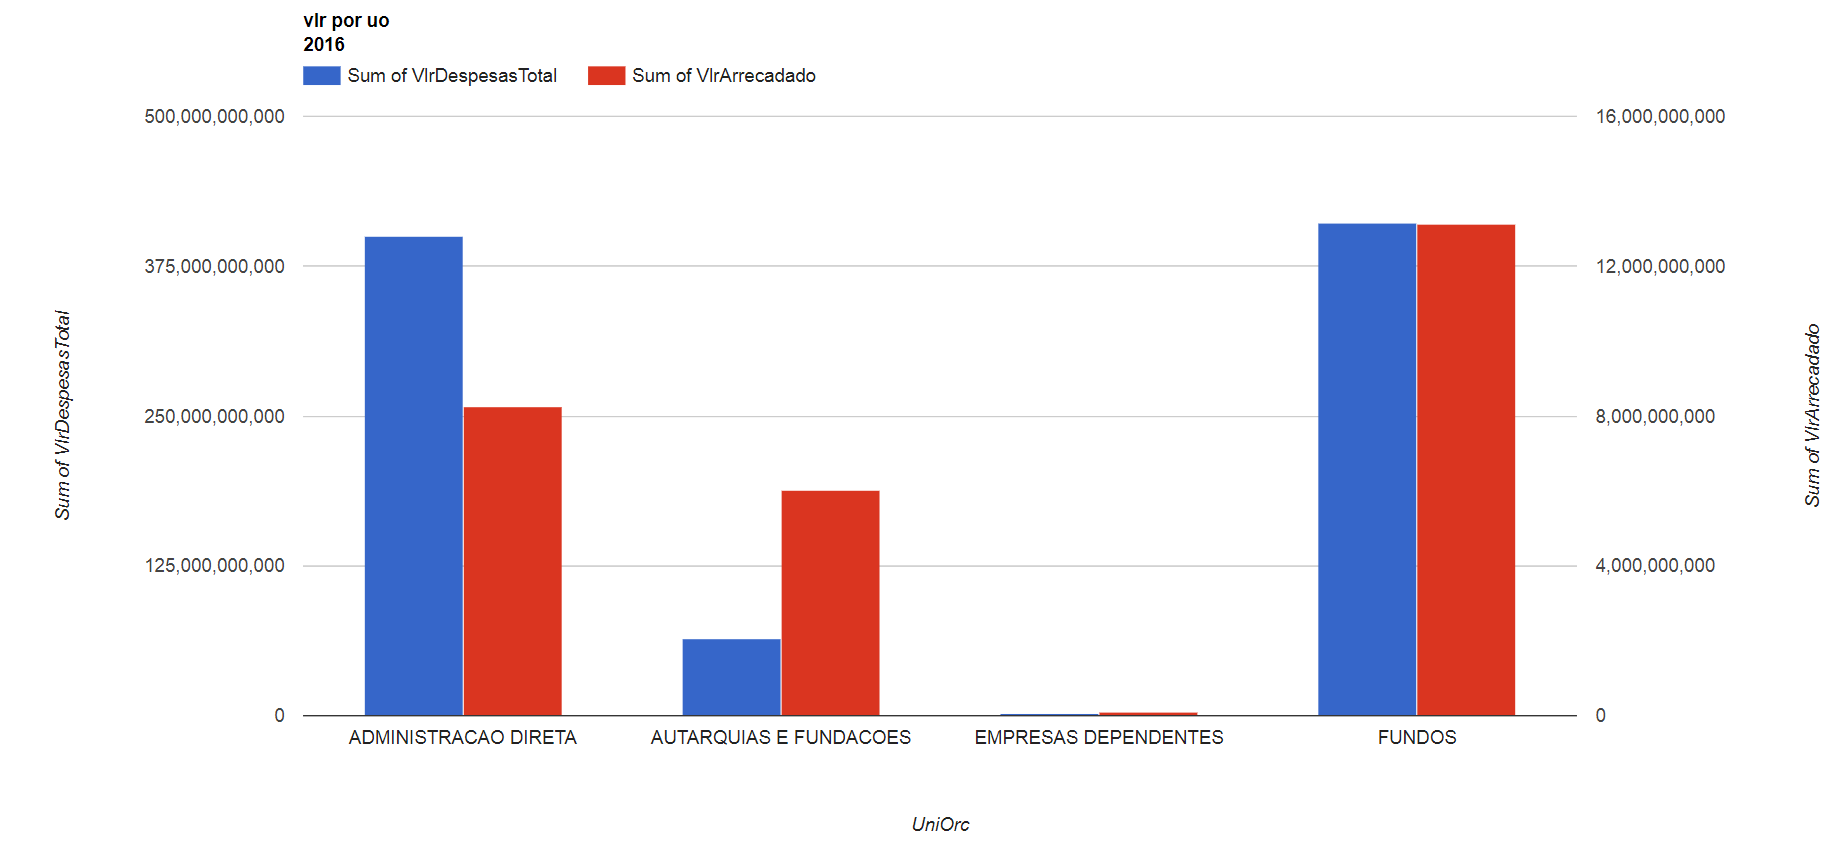 vlr por uo
2016
Sum of VlrDespesasTotal
Sum of VlrArrecadado
500,000,000,000
375,000,000,000
250,000,000,000
125,000,000,000
0
16,000,000,000
12,000,000,000
8,000,000,000
4,000,000,000
0
Sum of VlrDespesasTotal
Sum of VlrArrecadado
ADMINISTRACAO DIRETA
AUTARQUIAS E FUNDACOES
EMPRESAS DEPENDENTES
FUNDOS
UniOrc